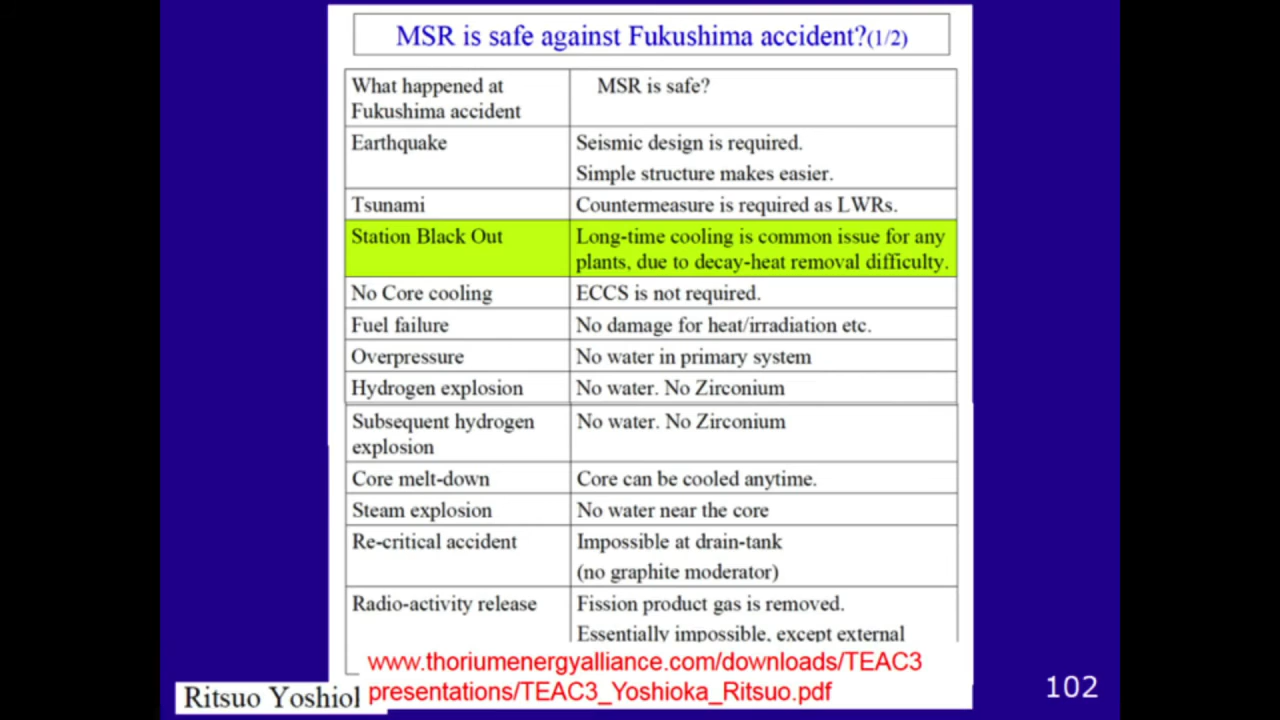 MSR is safe against Fukushima accident?(1/2)
What happened at
Fukushima accident
MSR is safe?
Earthquake
Seismic design is required.
Simple structure makes easier.
Tsunami
Countermeasure is required as LWRs.
Station Black Out
Long-time cooling is common issue for any
plants, due to decay-heat removal difficulty.
No Core cooling
ECCS is not required.
Fuel failure
No damage for heat/irradiation etc.
Overpressure
No water in primary system
Hydrogen explosion
No water. No Zirconium
Subsequent hydrogen
explosion
No water. No Zirconium
Core melt-down
Core can be cooled anytime.
Steam explosion
No water near the core
Re-critical accident
Impossible at drain-tank
(no graphite moderator)
Radio-activity release
Fission product gas is removed.
Essentially impossible, except external
www.thoriumenergyalliance.com/downloads/TEAC3
presentations/TEAC3_Yoshioka_Ritsuo.pdf
Ritsuo Yoshiol
102